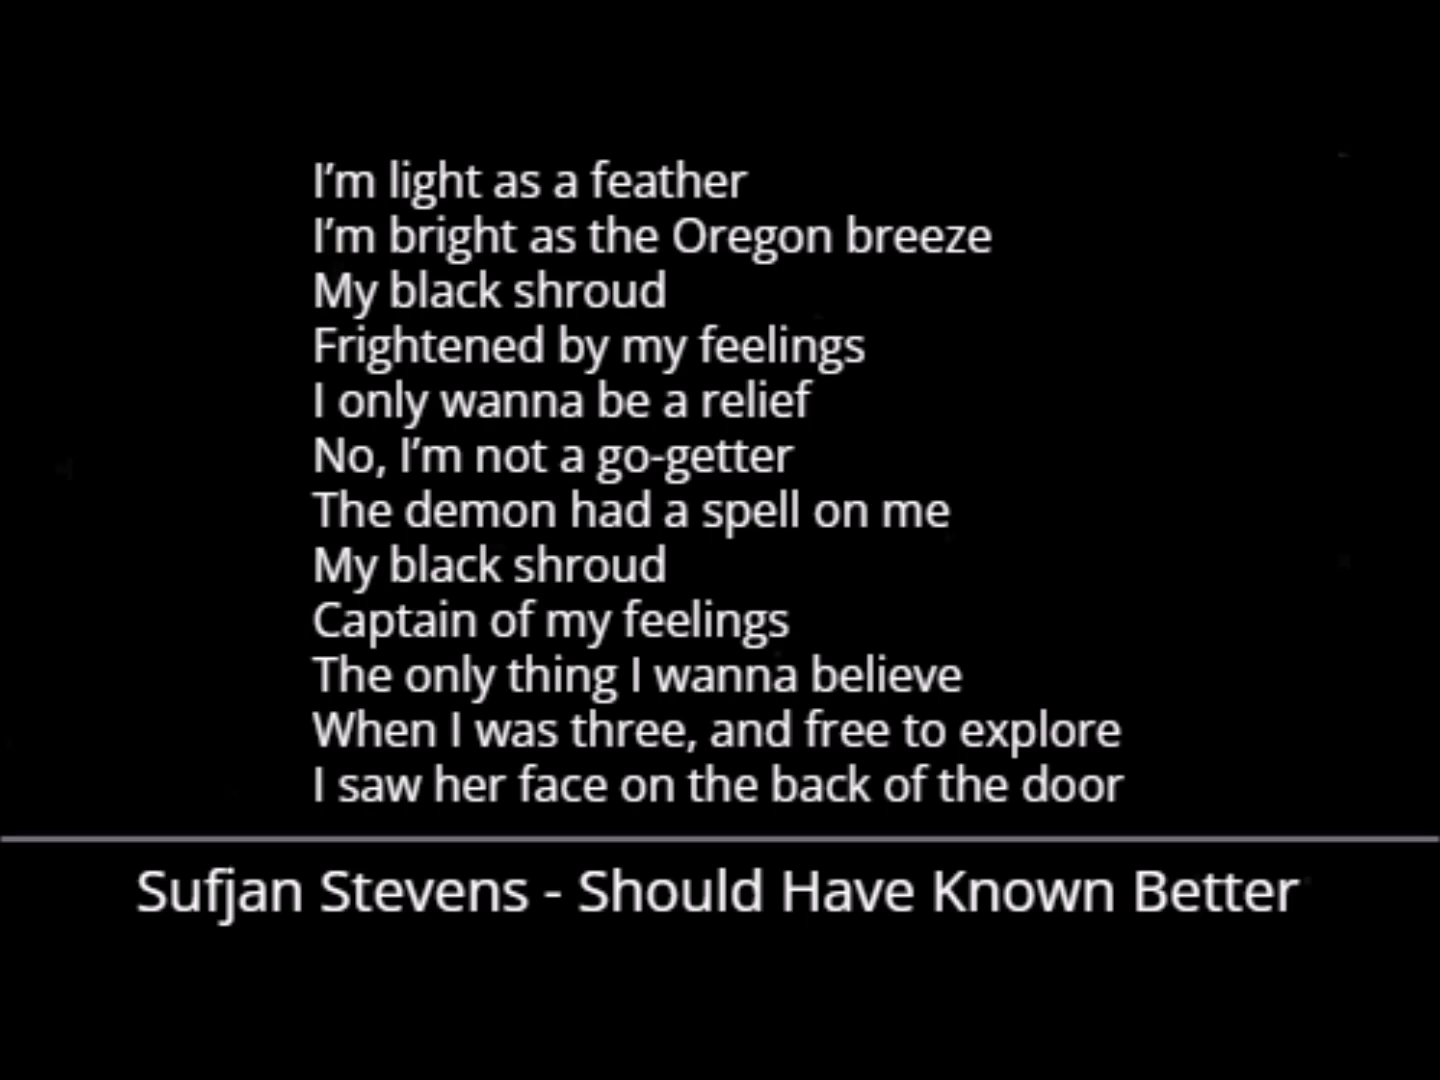 I'm light as a feather
I'm bright as the Oregon breeze
My black shroud
Frightened by my feelings
I only wanna be a relief
No, I'm not a go-getter
The demon had a spell on me
My black shroud
Captain of my feelings
The only thing I wanna believe
When I was three, and free to explore
I saw her face on the back of the door
Sufjan Stevens - Should Have Known Better